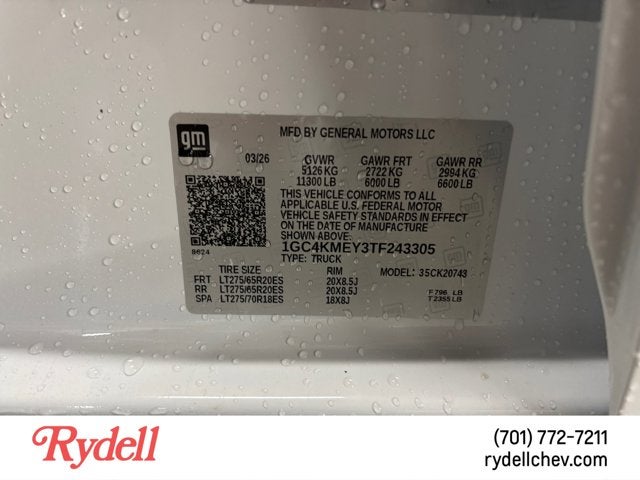 gm
MFD BY GENERAL MOTORS LLC
03/26 GVWR GAWR FRT GAWR RR
5126 KG 2722 KG 2994 KG
11300 LB 6000 LB 6600 LB
THIS VEHICLE CONFORMS TO ALL
APPLICABLE U.S. FEDERAL MOTOR
VEHICLE SAFETY STANDARDS IN EFFECT
ON THE DATE OF MANUFACTURE
SHOWN ABOVE.
8624
1GC4KMEY3TF243305
TYPE: TRUCK
TIRE SIZE RIM MODEL: 35CK20743
FRT LT275/65R20ES 20X8.5J
RR LT275/65R20ES 20X8.5J F 796 LB
SPA LT275/70R18ES 18X8J T 2355 LB
Rydell
(701) 772-7211
rydellchev.com